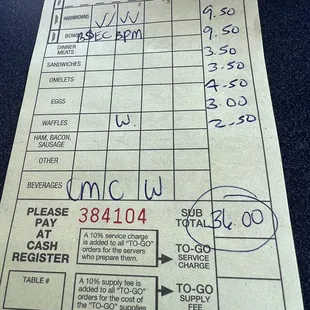 HASHBROWNS ✓✓ ✓✓ 9.50
BOWLS B$EC BPM 9.50
DINNER MEATS 3.50
SANDWICHES 3.50
OMELETS 4.50
EGGS 3.00
WAFFLES W. 2.50
HAM, BACON, SAUSAGE
OTHER
BEVERAGES LMC W
PLEASE PAY AT CASH REGISTER
384104
SUB TOTAL 36.00
A 10% service charge is added to all "TO-GO" orders for the servers who prepare them.
TO-GO SERVICE CHARGE
TABLE #
A 10% supply fee is added to all "TO-GO" orders for the cost of the "TO-GO" supplies
TO-GO SUPPLY FEE